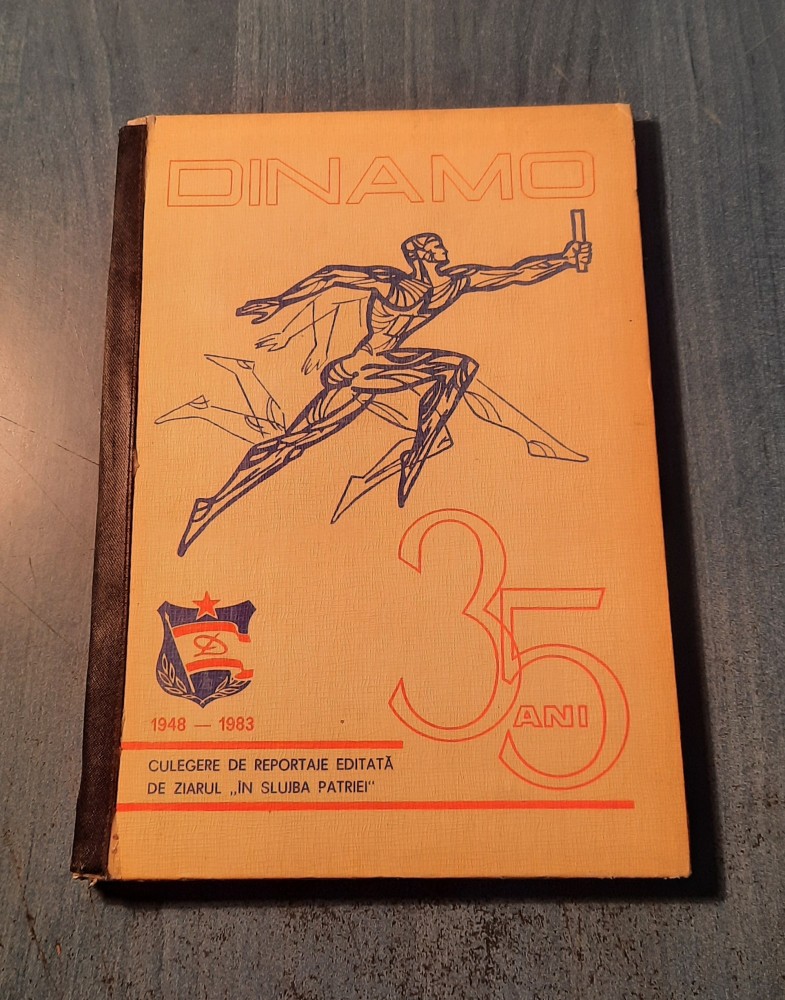 DINAMO
35
ANI
D
1948 — 1983
CULEGERE DE REPORTAJE EDITATĂ
DE ZIARUL „ÎN SLUJBA PATRIEI"